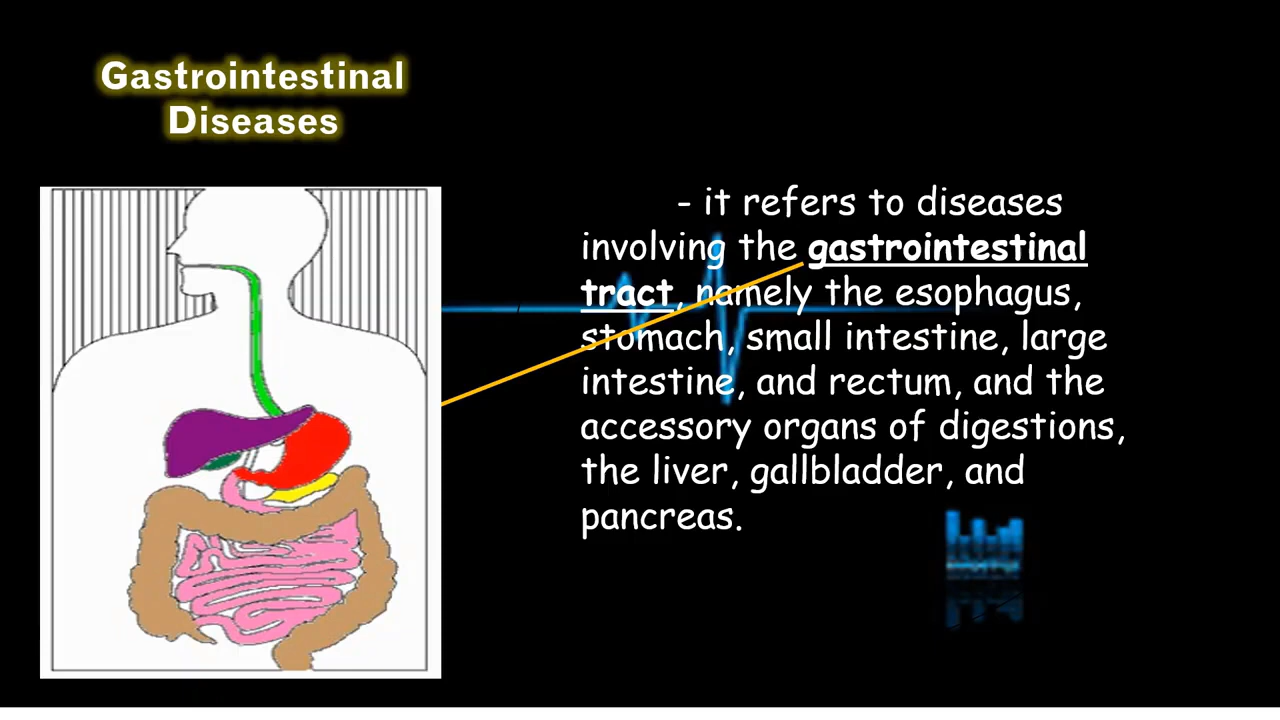 Gastrointestinal
Diseases
- it refers to diseases
involving the gastrointestinal
tract, namely the esophagus,
stomach, small intestine, large
intestine, and rectum, and the
accessory organs of digestions,
the liver, gallbladder, and
pancreas.